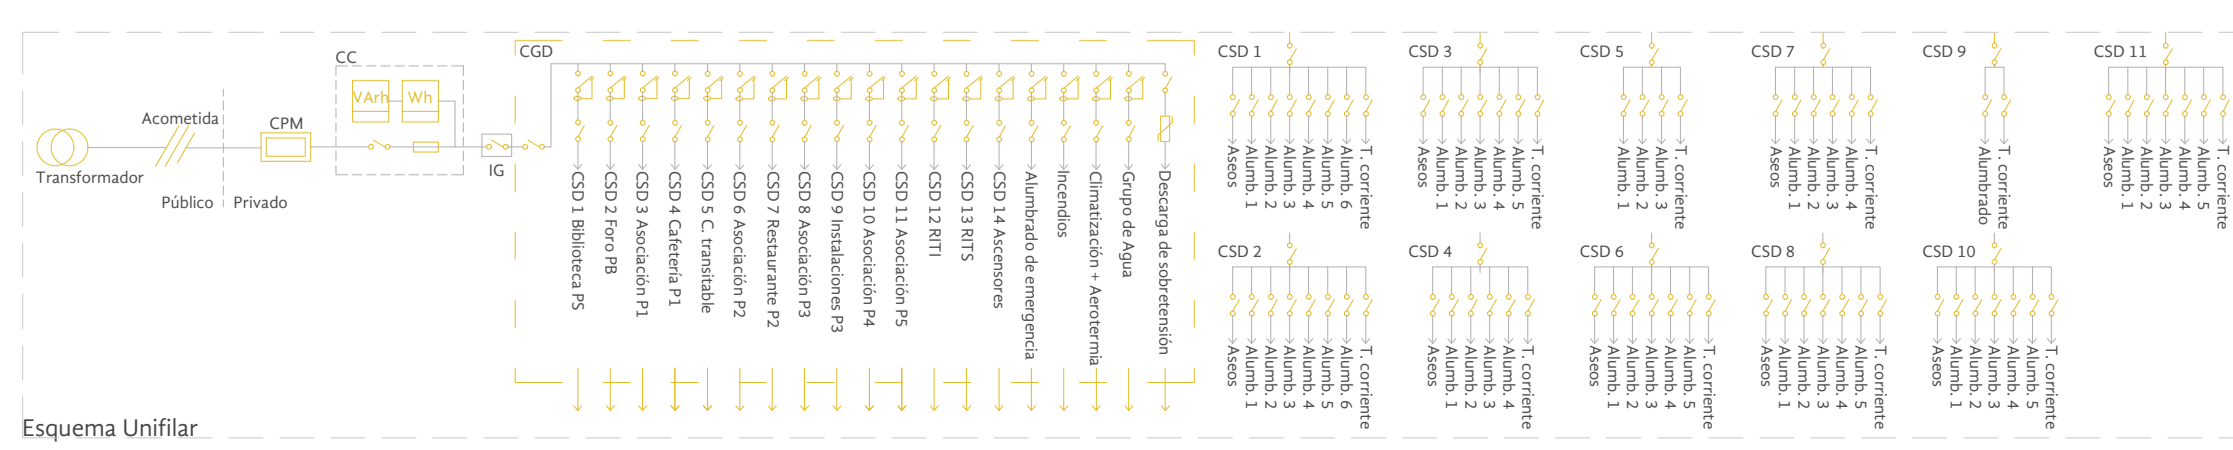 CC
VArh
Wh
Acometida
CPM
Transformador
IG
Público
Privado
CGD
CSD 1 Biblioteca PS
CSD 2 Foro PB
CSD 3 Asociación P1
CSD 4 Cafetería P1
CSD 5 C. transitable
CSD 6 Asociación P2
CSD 7 Restaurante P2
CSD 8 Asociación P3
CSD 9 Instalaciones P3
CSD 10 Asociación P4
CSD 11 Asociación P5
CSD 12 RITI
CSD 13 RITS
CSD 14 Ascensores
Alumbrado de emergencia
Incendios
Climatización + Aerotermia
Grupo de Agua
Descarga de sobretensión
CSD 1
Aseos
Alumb. 1
Alumb. 2
Alumb. 3
Alumb. 4
Alumb. 5
Alumb. 6
T. corriente
CSD 3
Aseos
Alumb. 1
Alumb. 2
Alumb. 3
Alumb. 4
Alumb. 5
T. corriente
CSD 5
Alumb. 1
Alumb. 2
Alumb. 3
T. corriente
CSD 7
Aseos
Alumb. 1
Alumb. 2
Alumb. 3
Alumb. 4
T. corriente
CSD 9
Alumbrado
T. corriente
CSD 11
Aseos
Alumb. 1
Alumb. 2
Alumb. 3
Alumb. 4
Alumb. 5
T. corriente
CSD 2
Aseos
Alumb. 1
Alumb. 2
Alumb. 3
Alumb. 4
Alumb. 5
Alumb. 6
T. corriente
CSD 4
Aseos
Alumb. 1
Alumb. 2
Alumb. 3
Alumb. 4
T. corriente
CSD 6
Aseos
Alumb. 1
Alumb. 2
Alumb. 3
Alumb. 4
Alumb. 5
T. corriente
CSD 8
Aseos
Alumb. 1
Alumb. 2
Alumb. 3
Alumb. 4
Alumb. 5
T. corriente
CSD 10
Aseos
Alumb. 1
Alumb. 2
Alumb. 3
Alumb. 4
Alumb. 5
T. corriente
Esquema Unifilar